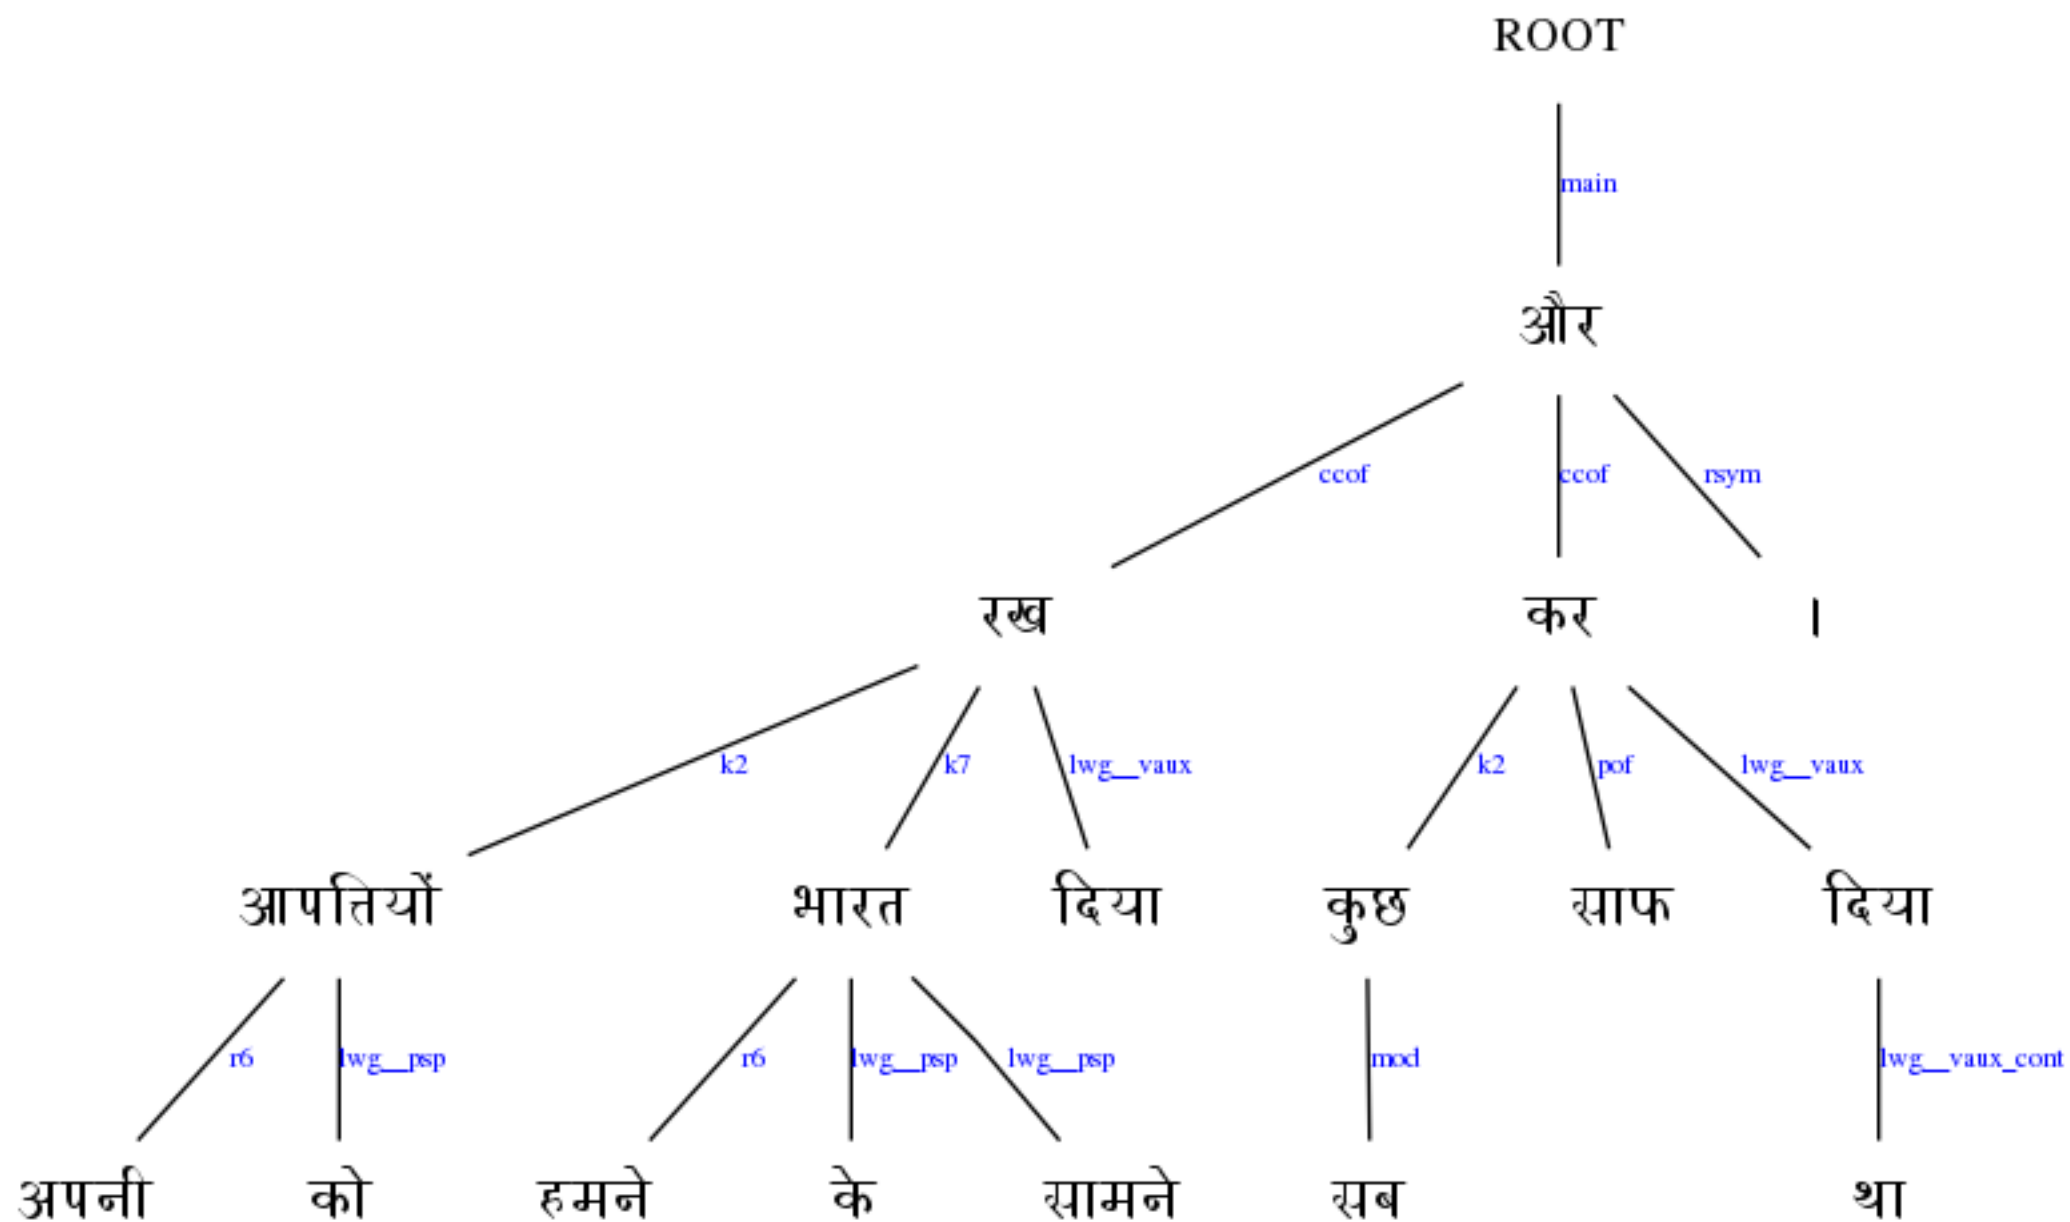 ROOT
main
और
ccof ccof rsym
रख कर ।
k2 k7 lwg__vaux k2 pof lwg__vaux
आपत्तियों भारत दिया कुछ साफ दिया
r6 lwg__psp r6 lwg__psp lwg__psp mod lwg__vaux_cont
अपनी को हमने के सामने सब था